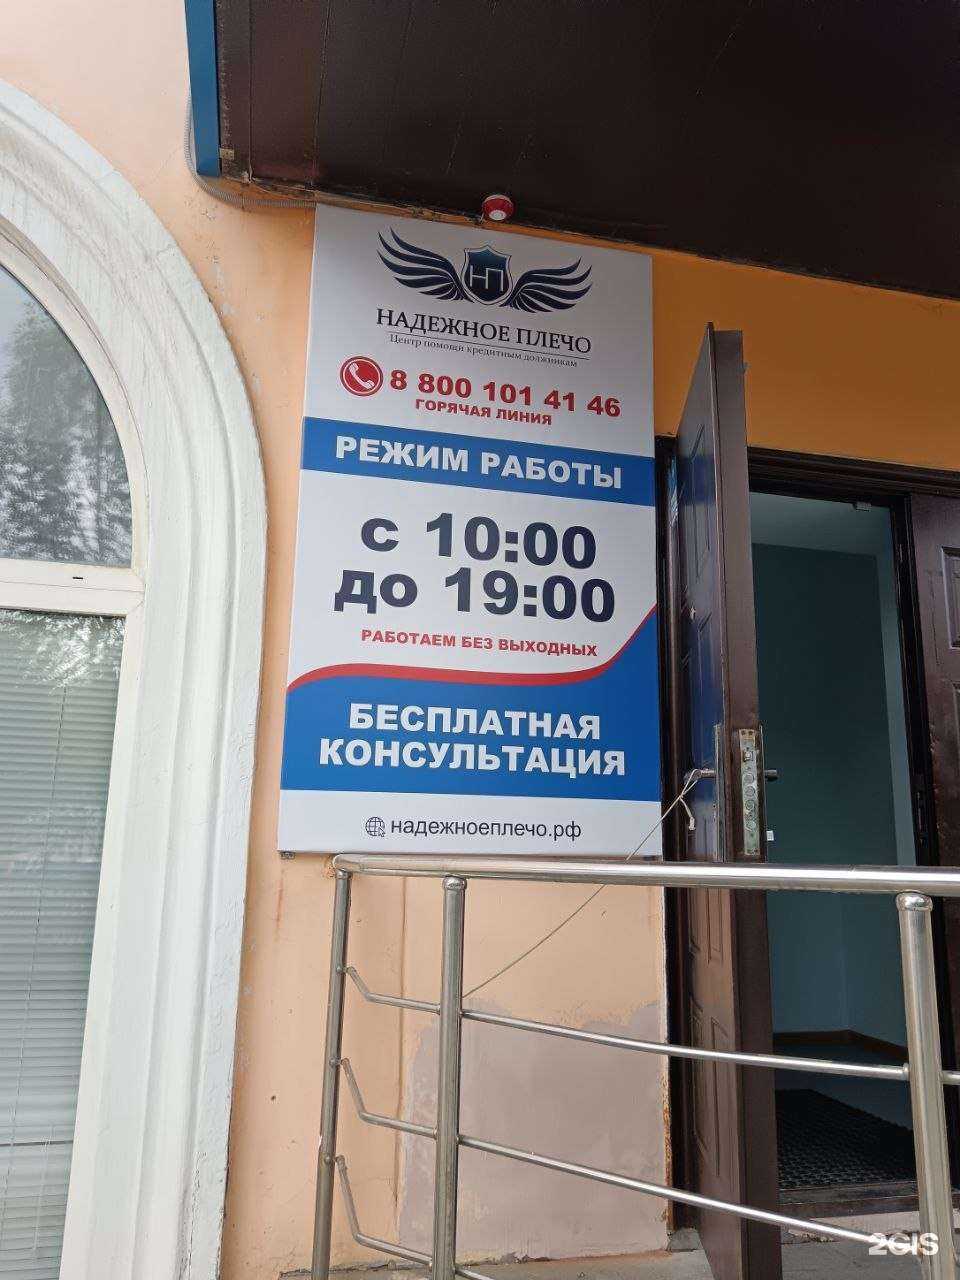 НП
НАДЕЖНОЕ ПЛЕЧО
Центр помощи кредитным должникам
8 800 101 41 46
ГОРЯЧАЯ ЛИНИЯ
РЕЖИМ РАБОТЫ
с 10:00
до 19:00
РАБОТАЕМ БЕЗ ВЫХОДНЫХ
БЕСПЛАТНАЯ
КОНСУЛЬТАЦИЯ
надежноеплечо.рф
2GIS